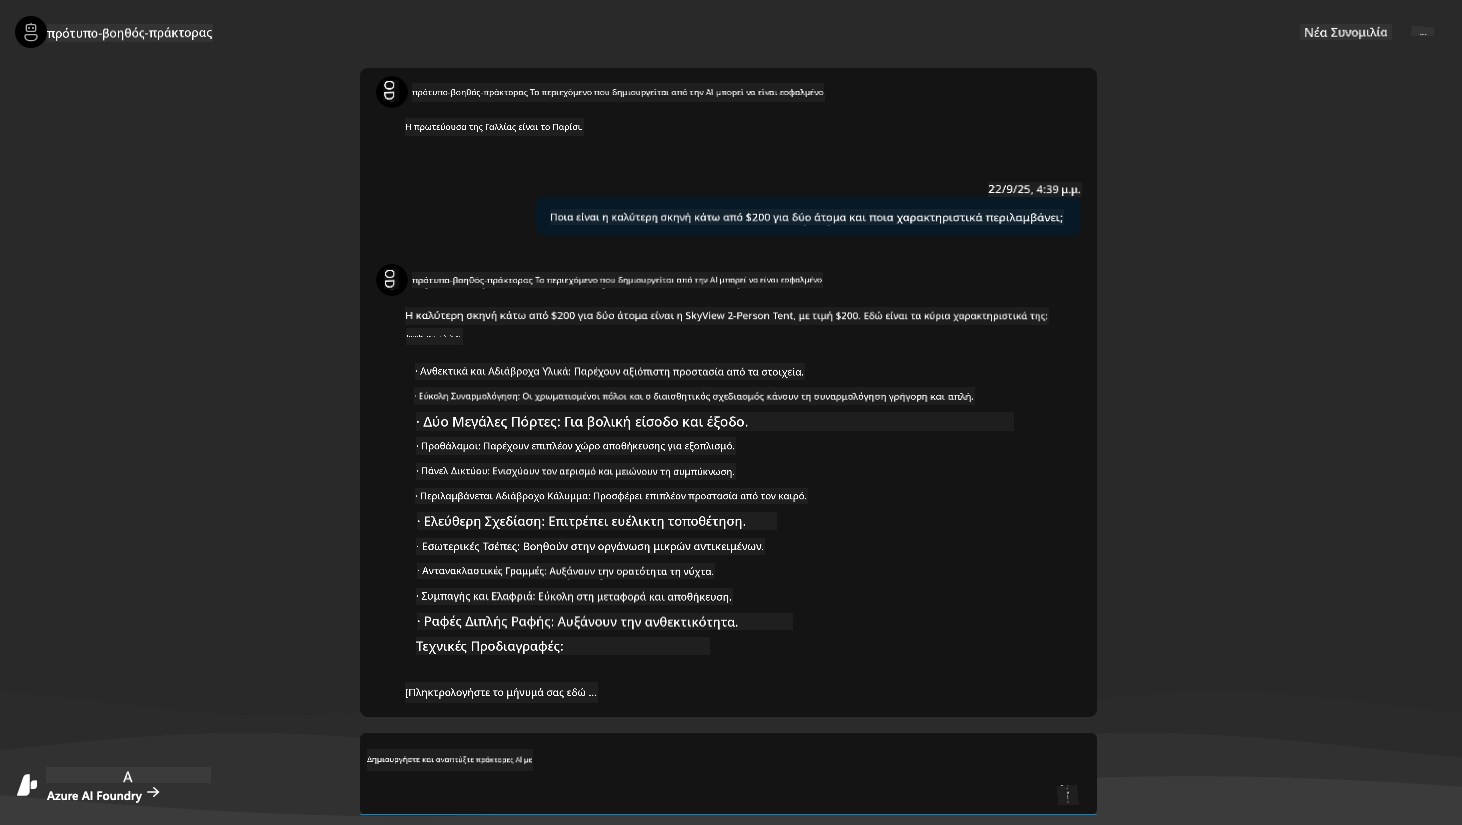 πρότυπο-βοηθός-πράκτορας
Νέα Συνομιλία
...
πρότυπο-βοηθός-πράκτορας Το περιεχόμενο που δημιουργείται από την AI μπορεί να είναι εσφαλμένο
Η πρωτεύουσα της Γαλλίας είναι το Παρίσι.
22/9/25, 4:39 μ.μ.
Ποια είναι η καλύτερη σκηνή κάτω από $200 για δύο άτομα και ποια χαρακτηριστικά περιλαμβάνει;
πρότυπο-βοηθός-πράκτορας Το περιεχόμενο που δημιουργείται από την AI μπορεί να είναι εσφαλμένο
Η καλύτερη σκηνή κάτω από $200 για δύο άτομα είναι η SkyView 2-Person Tent, με τιμή $200. Εδώ είναι τα κύρια χαρακτηριστικά της:
· Ανθεκτικά και Αδιάβροχα Υλικά: Παρέχουν αξιόπιστη προστασία από τα στοιχεία.
· Εύκολη Συναρμολόγηση: Οι χρωματισμένοι πόλοι και ο διαισθητικός σχεδιασμός κάνουν τη συναρμολόγηση γρήγορη και απλή.
· Δύο Μεγάλες Πόρτες: Για βολική είσοδο και έξοδο.
· Προθάλαμοι: Παρέχουν επιπλέον χώρο αποθήκευσης για εξοπλισμό.
· Πάνελ Δικτύου: Ενισχύουν τον αερισμό και μειώνουν τη συμπύκνωση.
· Περιλαμβάνεται Αδιάβροχο Κάλυμμα: Προσφέρει επιπλέον προστασία από τον καιρό.
· Ελεύθερη Σχεδίαση: Επιτρέπει ευέλικτη τοποθέτηση.
· Εσωτερικές Τσέπες: Βοηθούν στην οργάνωση μικρών αντικειμένων.
· Αντανακλαστικές Γραμμές: Αυξάνουν την ορατότητα τη νύχτα.
· Συμπαγής και Ελαφριά: Εύκολη στη μεταφορά και αποθήκευση.
· Ραφές Διπλής Ραφής: Αυξάνουν την ανθεκτικότητα.
Τεχνικές Προδιαγραφές:
[Πληκτρολογήστε το μήνυμά σας εδώ ...
Δημιουργήστε και αναπτύξτε πράκτορες AI με
A
Azure AI Foundry